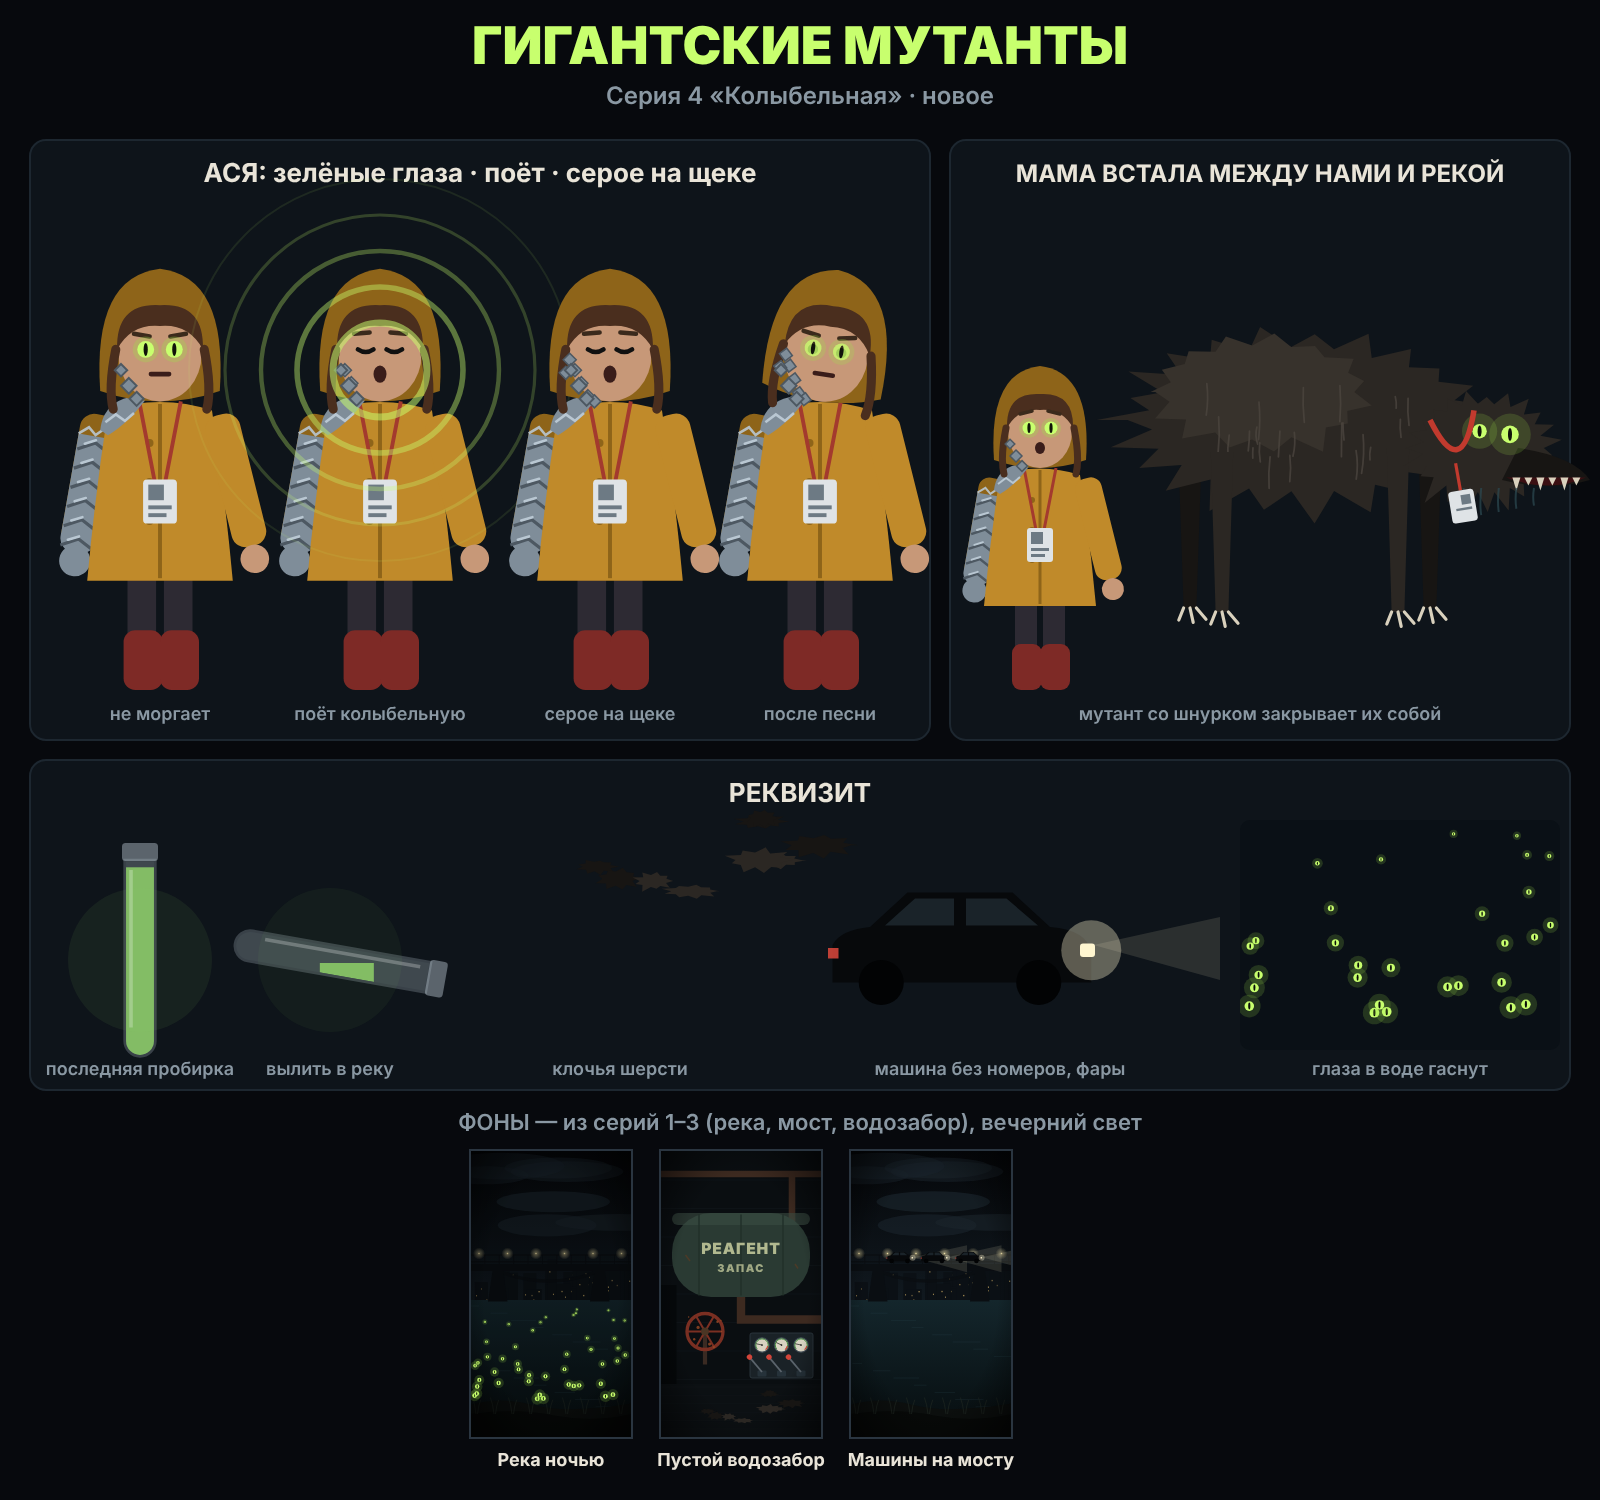 ГИГАНТСКИЕ МУТАНТЫ
Серия 4 «Колыбельная» · новое
АСЯ: зелёные глаза · поёт · серое на щеке
не моргает
поёт колыбельную
серое на щеке
после песни
МАМА ВСТАЛА МЕЖДУ НАМИ И РЕКОЙ
мутант со шнурком закрывает их собой
РЕКВИЗИТ
последняя пробирка
вылить в реку
клочья шерсти
машина без номеров, фары
глаза в воде гаснут
ФОНЫ — из серий 1–3 (река, мост, водозабор), вечерний свет
РЕАГЕНТ
ЗАПАС
Река ночью
Пустой водозабор
Машины на мосту